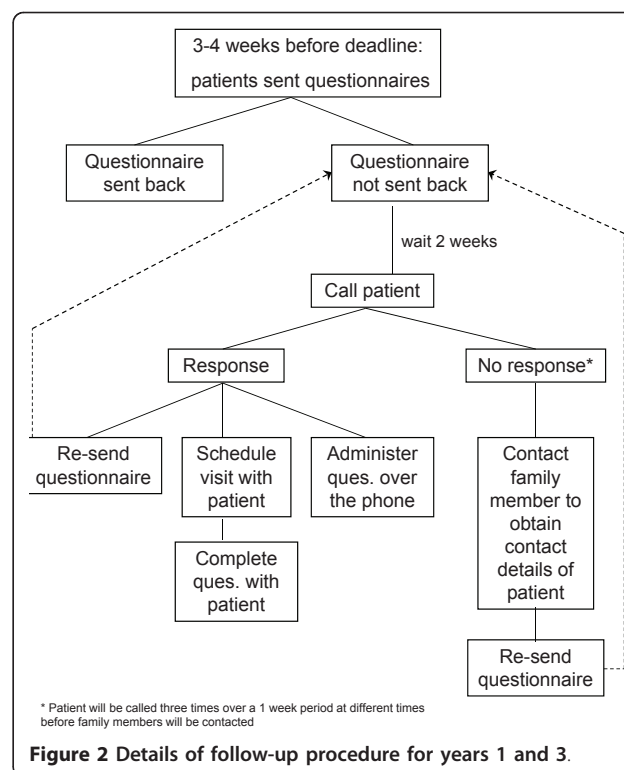 3-4 weeks before deadline:
patients sent questionnaires
Questionnaire
sent back
Questionnaire
not sent back
wait 2 weeks
Call patient
Response
No response*
Re-send
questionnaire
Schedule
visit with
patient
Administer
ques. over
the phone
Contact
family
member to
obtain
contact
details of
patient
Complete
ques. with
patient
Re-send
questionnaire
* Patient will be called three times over a 1 week period at different times
before family members will be contacted
Figure 2 Details of follow-up procedure for years 1 and 3.